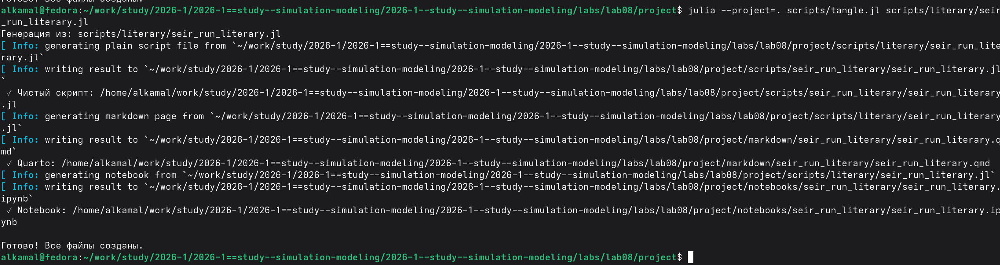 Готово! Все файлы созданы.
alkamal@fedora:~/work/study/2026-1/2026-1==study--simulation-modeling/2026-1--study--simulation-modeling/labs/lab08/project$ julia --project=. scripts/tangle.jl scripts/literary/seir
_run_literary.jl
Генерация из: scripts/literary/seir_run_literary.jl
[ Info: generating plain script file from `~/work/study/2026-1/2026-1==study--simulation-modeling/2026-1--study--simulation-modeling/labs/lab08/project/scripts/literary/seir_run_lite
rary.jl`
[ Info: writing result to `~/work/study/2026-1/2026-1==study--simulation-modeling/2026-1--study--simulation-modeling/labs/lab08/project/scripts/seir_run_literary/seir_run_literary.jl
`
✓ Чистый скрипт: /home/alkamal/work/study/2026-1/2026-1==study--simulation-modeling/2026-1--study--simulation-modeling/labs/lab08/project/scripts/seir_run_literary/seir_run_literary
.jl
[ Info: generating markdown page from `~/work/study/2026-1/2026-1==study--simulation-modeling/2026-1--study--simulation-modeling/labs/lab08/project/scripts/literary/seir_run_literary
.jl`
[ Info: writing result to `~/work/study/2026-1/2026-1==study--simulation-modeling/2026-1--study--simulation-modeling/labs/lab08/project/markdown/seir_run_literary/seir_run_literary.q
md`
✓ Quarto: /home/alkamal/work/study/2026-1/2026-1==study--simulation-modeling/2026-1--study--simulation-modeling/labs/lab08/project/markdown/seir_run_literary/seir_run_literary.qmd
[ Info: generating notebook from `~/work/study/2026-1/2026-1==study--simulation-modeling/2026-1--study--simulation-modeling/labs/lab08/project/scripts/literary/seir_run_literary.jl`
[ Info: writing result to `~/work/study/2026-1/2026-1==study--simulation-modeling/2026-1--study--simulation-modeling/labs/lab08/project/notebooks/seir_run_literary/seir_run_literary.
ipynb`
✓ Notebook: /home/alkamal/work/study/2026-1/2026-1==study--simulation-modeling/2026-1--study--simulation-modeling/labs/lab08/project/notebooks/seir_run_literary/seir_run_literary.ip
ynb
Готово! Все файлы созданы.
alkamal@fedora:~/work/study/2026-1/2026-1==study--simulation-modeling/2026-1--study--simulation-modeling/labs/lab08/project$